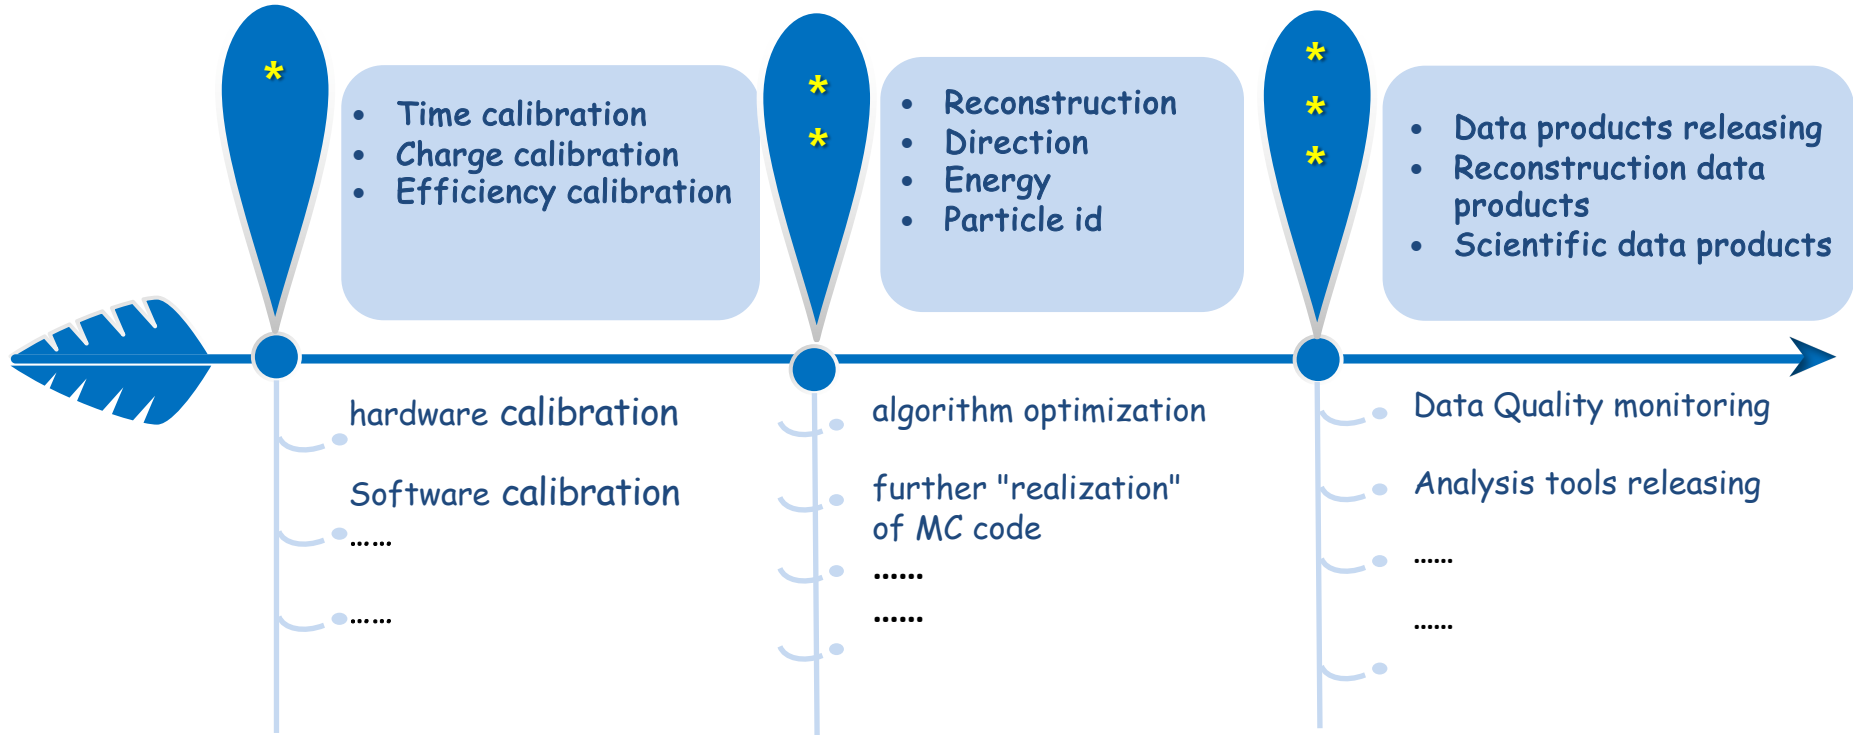 *
• Time calibration
• Charge calibration
• Efficiency calibration
hardware calibration
Software calibration
……
……
*
*
• Reconstruction
• Direction
• Energy
• Particle id
algorithm optimization
further "realization"
of MC code
……
……
*
*
*
• Data products releasing
• Reconstruction data
products
• Scientific data products
Data Quality monitoring
Analysis tools releasing
……
……